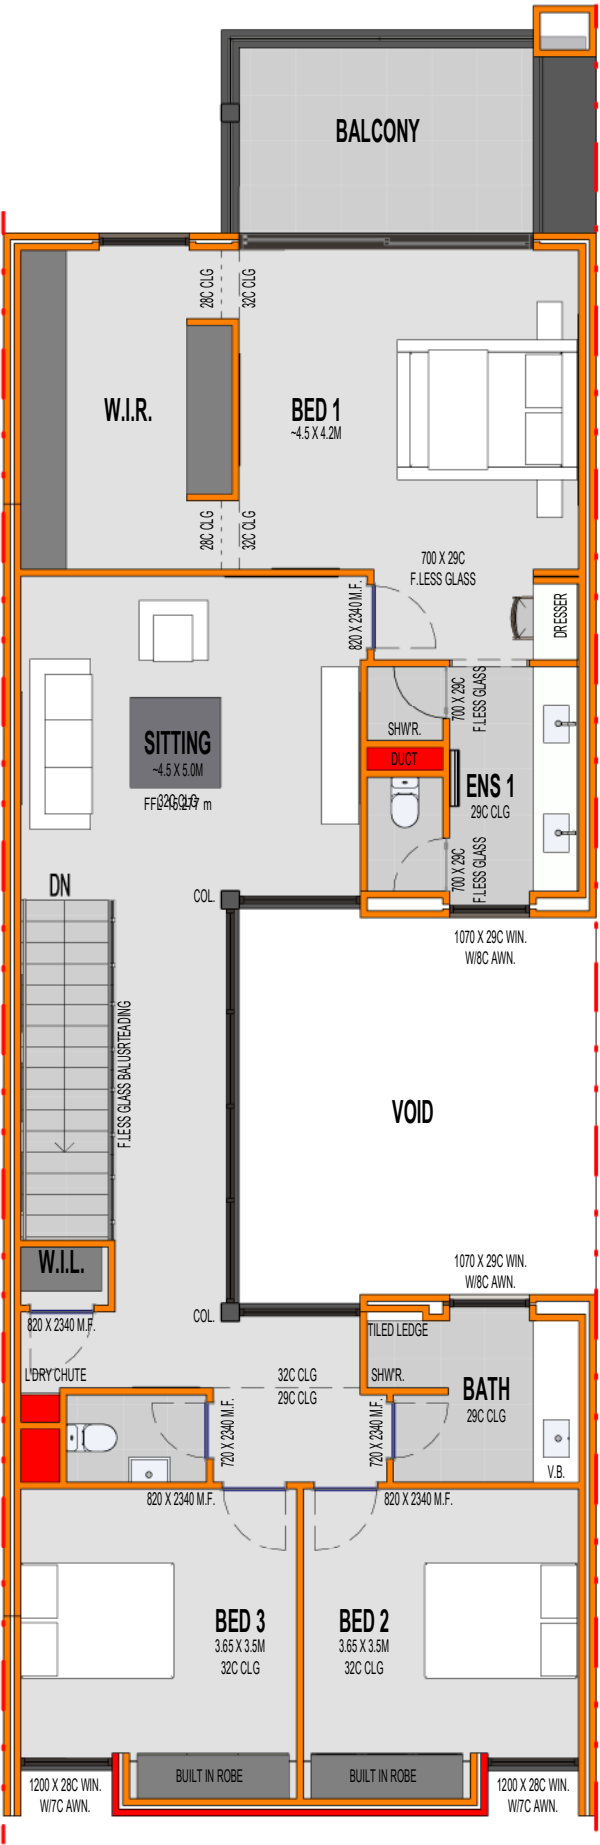 BALCONY
28C CLG
32C CLG
W.I.R.
BED 1
~4.5 X 4.2M
28C CLG
32C CLG
700 X 29C
F.LESS GLASS
820 X 2340 M.F.
DRESSER
700 X 29C
F.LESS GLASS
SHW'R.
SITTING
~4.5 X 5.0M
32C CLG
DUCT
ENS 1
29C CLG
700 X 29C
F.LESS GLASS
DN
COL.
1070 X 29C WIN.
W/8C AWN.
F.LESS GLASS BALUSRTEADING
VOID
W.I.L.
1070 X 29C WIN.
W/8C AWN.
820 X 2340 M.F.
COL.
TILED LEDGE
L'DRY CHUTE
32C CLG
29C CLG
SHW'R.
BATH
29C CLG
720 X 2340 M.F.
720 X 2340 M.F.
V.B.
820 X 2340 M.F.
820 X 2340 M.F.
BED 3
3.65 X 3.5M
32C CLG
BED 2
3.65 X 3.5M
32C CLG
BUILT IN ROBE
BUILT IN ROBE
1200 X 28C WIN.
W/7C AWN.
1200 X 28C WIN.
W/7C AWN.